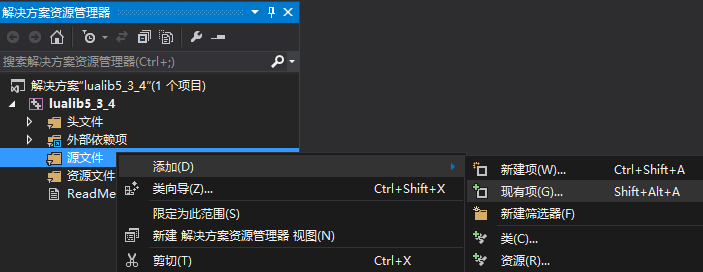 解决方案资源管理器
搜索解决方案资源管理器(Ctrl+;)
解决方案"lualib5_3_4"(1 个项目)
lualib5_3_4
头文件
外部依赖项
源文件
资源文件
ReadMe
添加(D)
类向导(Z)... Ctrl+Shift+X
限定为此范围(S)
新建 解决方案资源管理器 视图(N)
剪切(T) Ctrl+X
新建项(W)... Ctrl+Shift+A
现有项(G)... Shift+Alt+A
新建筛选器(F)
类(C)...
资源(R)...